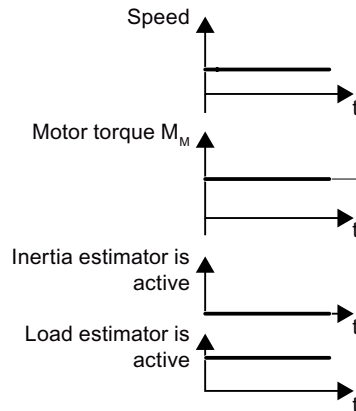 Speed
t
Motor torque M_M
t
Inertia estimator is
active
t
Load estimator is
active
t